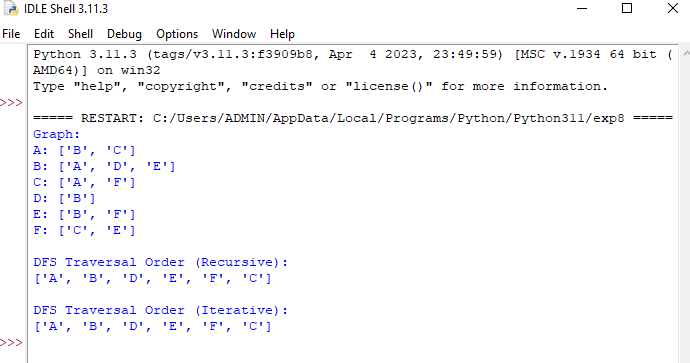 IDLE Shell 3.11.3
File Edit Shell Debug Options Window Help
Python 3.11.3 (tags/v3.11.3:f3909b8, Apr  4 2023, 23:49:59) [MSC v.1934 64 bit (
AMD64)] on win32
Type "help", "copyright", "credits" or "license()" for more information.
>>>
===== RESTART: C:/Users/ADMIN/AppData/Local/Programs/Python/Python311/exp8 =====
Graph:
A: ['B', 'C']
B: ['A', 'D', 'E']
C: ['A', 'F']
D: ['B']
E: ['B', 'F']
F: ['C', 'E']
DFS Traversal Order (Recursive):
['A', 'B', 'D', 'E', 'F', 'C']
DFS Traversal Order (Iterative):
['A', 'B', 'D', 'E', 'F', 'C']
>>>